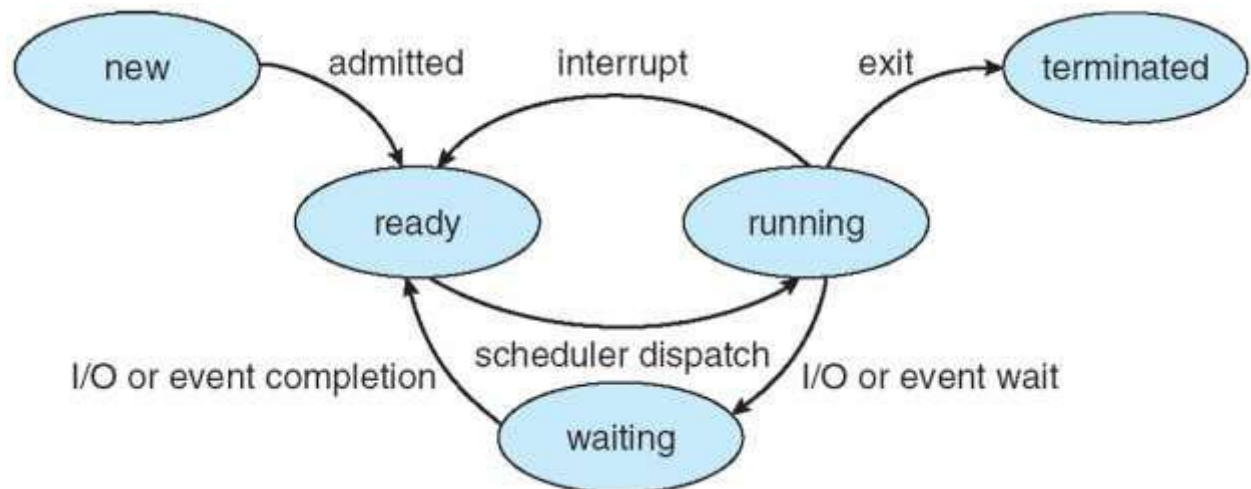 new
admitted
interrupt
exit
terminated
ready
running
I/O or event completion
scheduler dispatch
I/O or event wait
waiting